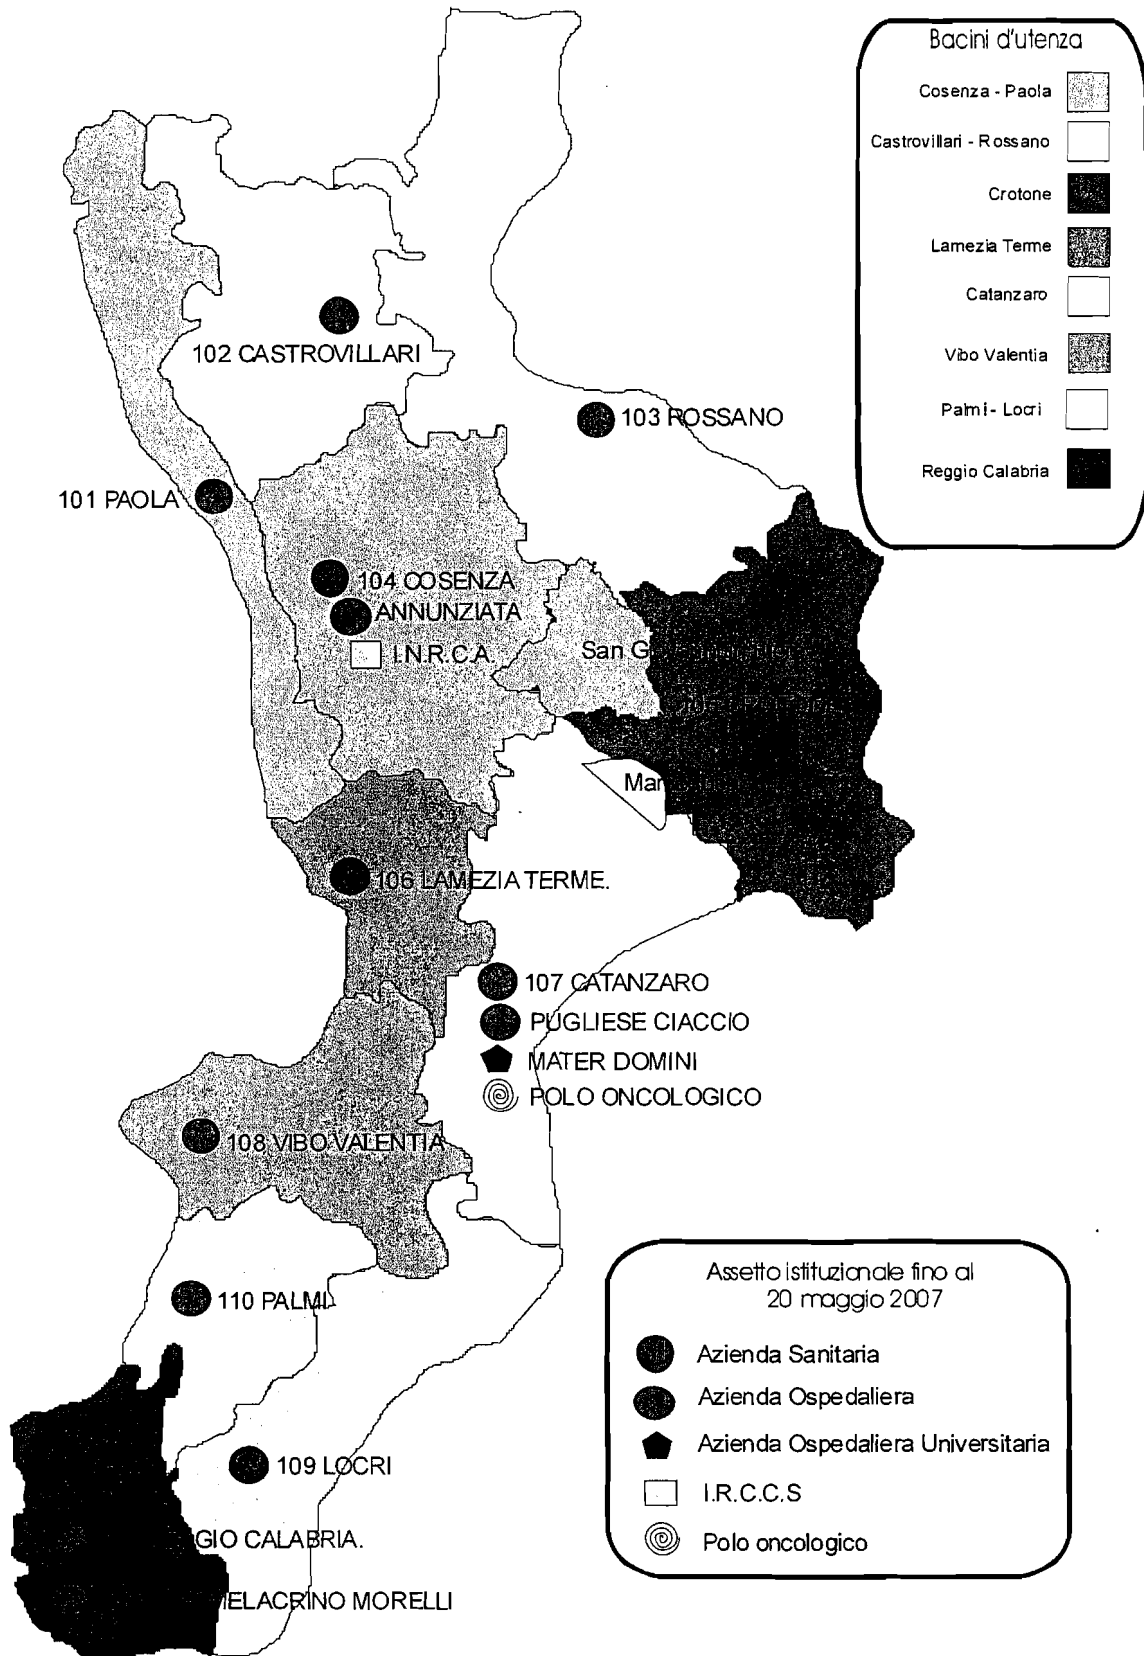 Bacini d'utenza
Cosenza - Paola
Castrovillari - Rossano
Crotone
Lamezia Terme
Catanzaro
Vibo Valentia
Palmi - Locri
Reggio Calabria
102 CASTROVILLARI
103 ROSSANO
101 PAOLA
104 COSENZA
ANNUNZIATA
I.N.R.C.A.
San G
Mar
106 LAMEZIA TERME.
107 CATANZARO
PUGLIESE CIACCIO
MATER DOMINI
POLO ONCOLOGICO
108 VIBO VALENTIA
110 PALMI
109 LOCRI
GIO CALABRIA.
MELACRINO MORELLI
Assetto istituzionale fino al
20 maggio 2007
Azienda Sanitaria
Azienda Ospedaliera
Azienda Ospedaliera Universitaria
I.R.C.C.S
Polo oncologico